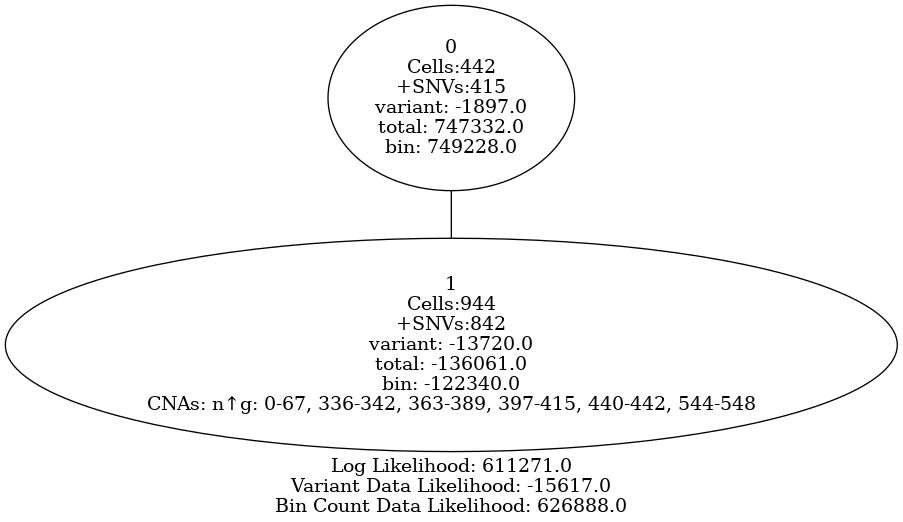 0
Cells:442
+SNVs:415
variant: -1897.0
total: 747332.0
bin: 749228.0
1
Cells:944
+SNVs:842
variant: -13720.0
total: -136061.0
bin: -122340.0
CNAs: n↑g: 0-67, 336-342, 363-389, 397-415, 440-442, 544-548
Log Likelihood: 611271.0
Variant Data Likelihood: -15617.0
Bin Count Data Likelihood: 626888.0